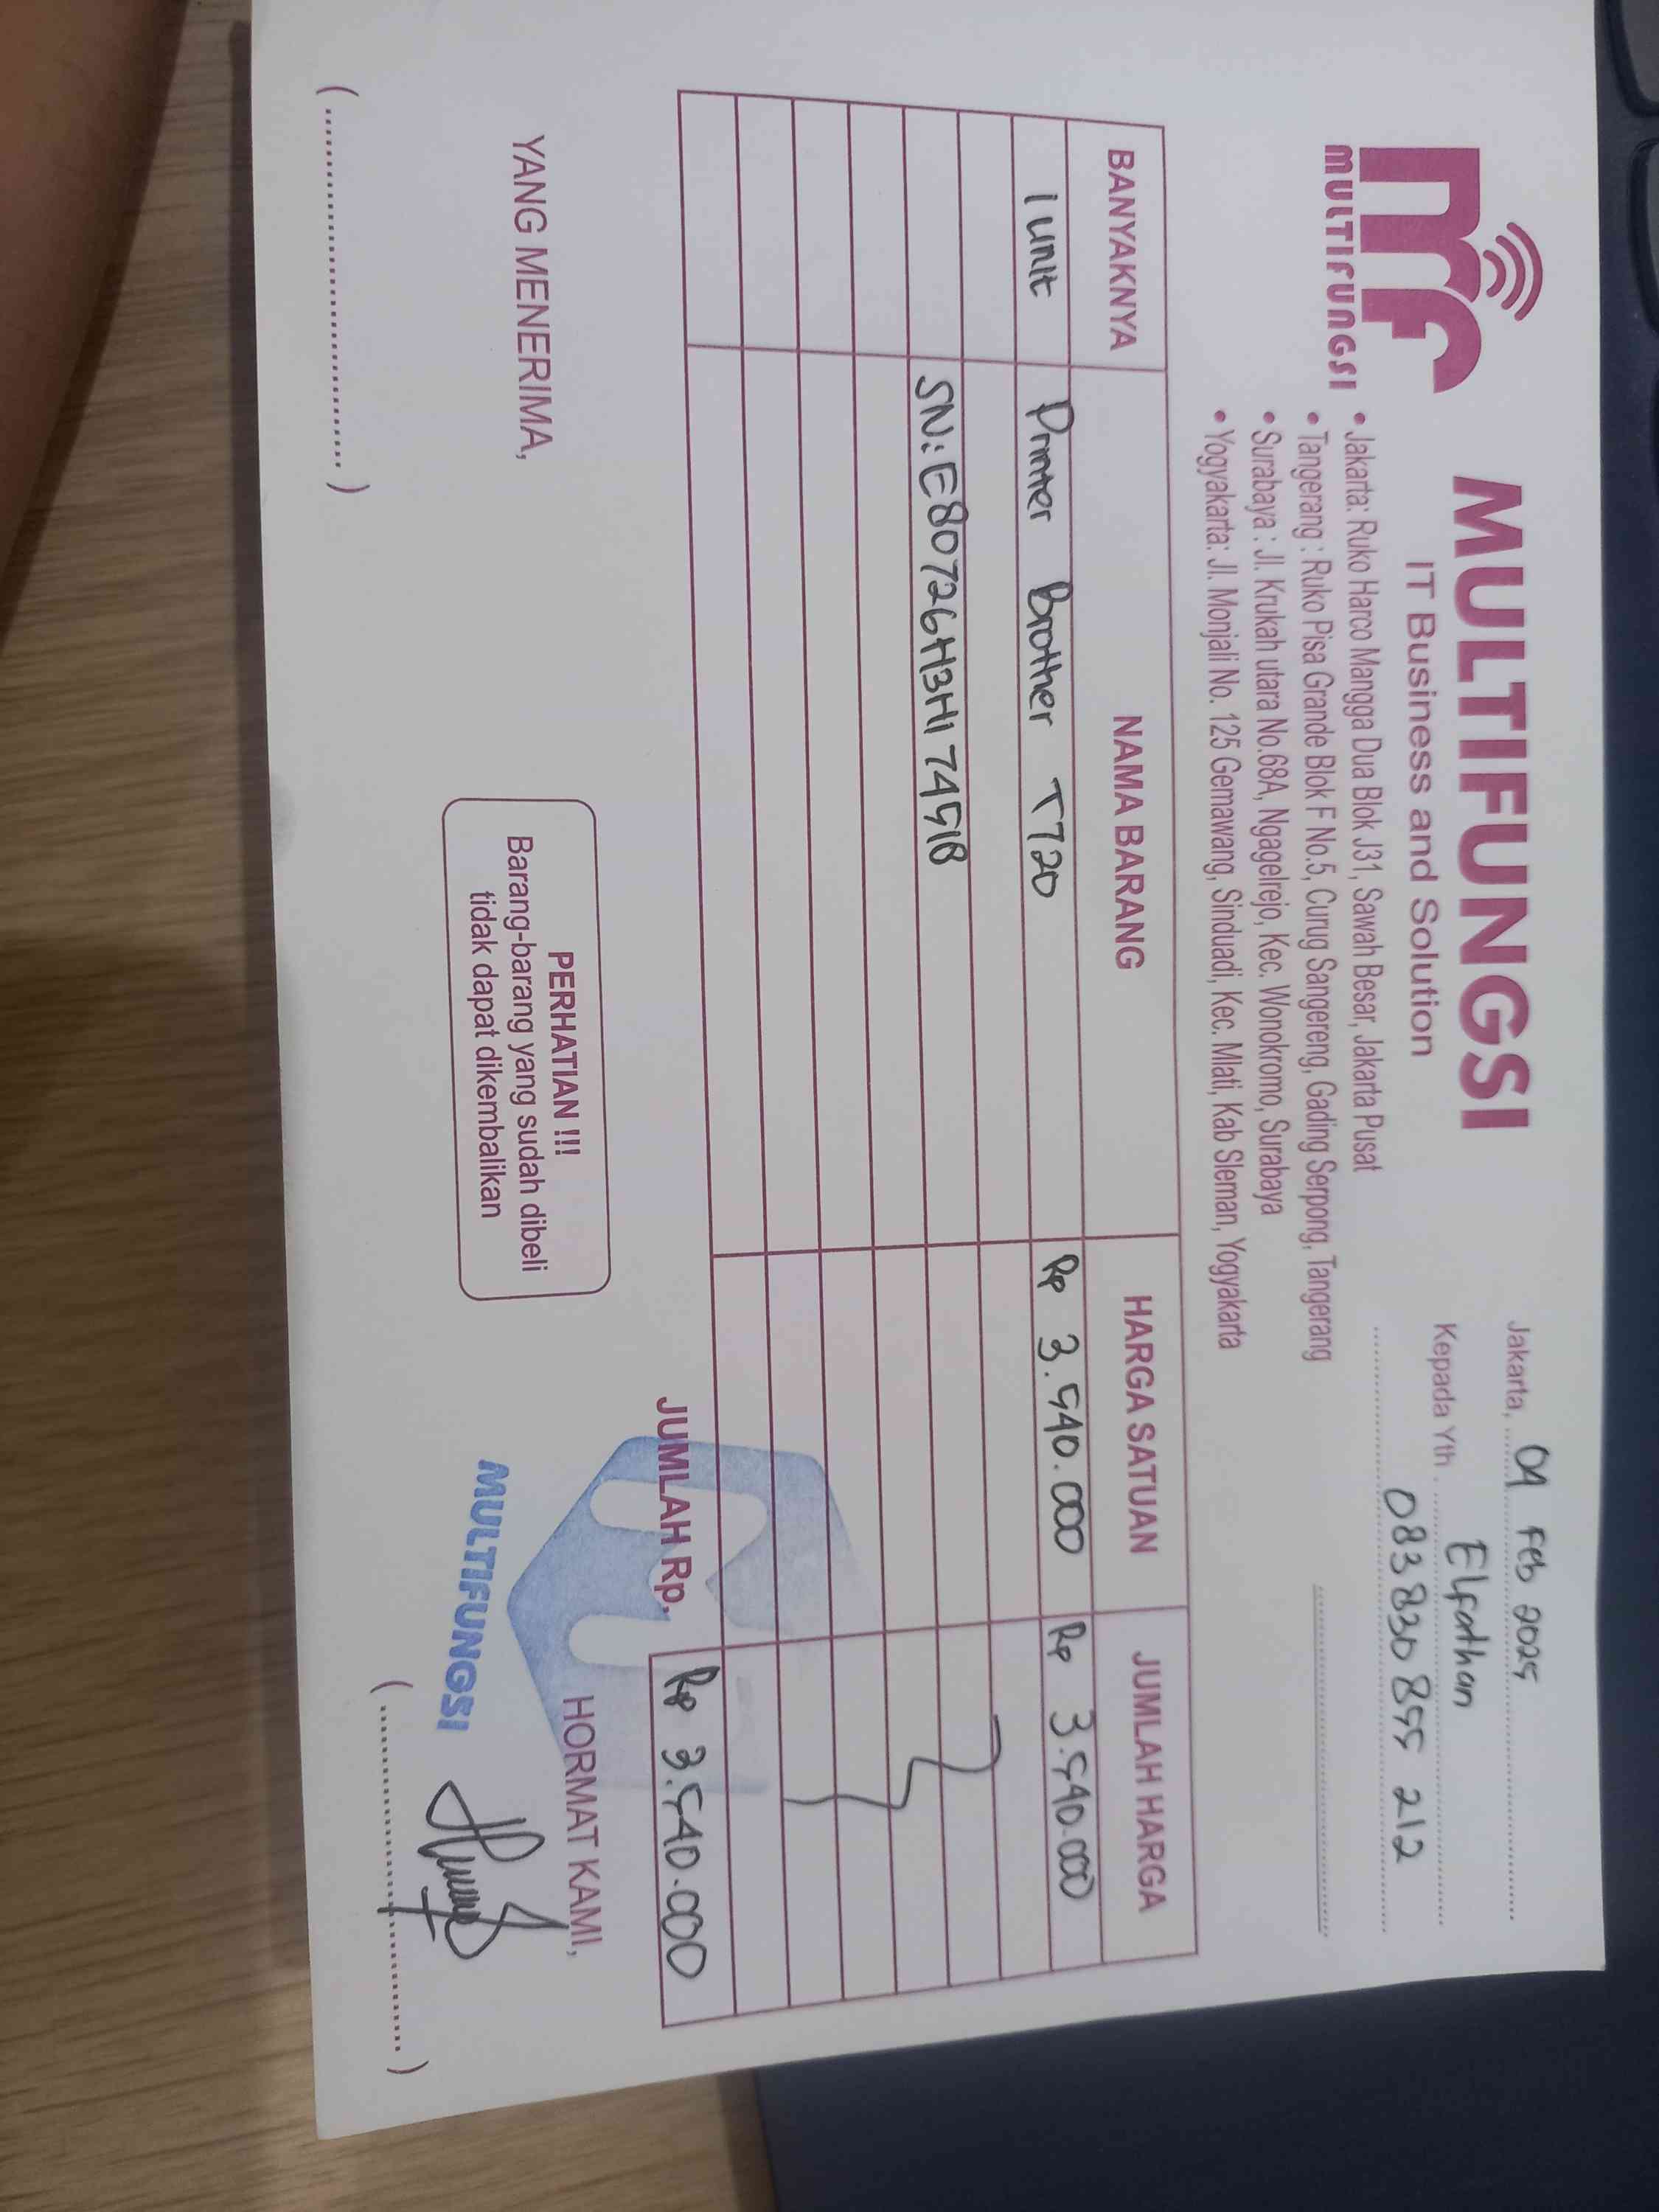 MULTIFUNGSI
MULTIFUNGSI
IT Business and Solution
• Jakarta: Ruko Harco Mangga Dua Blok J31, Sawah Besar, Jakarta Pusat
• Tangerang : Ruko Pisa Grande Blok F No.5, Curug Sangereng, Gading Serpong, Tangerang
• Surabaya : Jl. Krukah utara No.68A, Ngagelrejo, Kec. Wonokromo, Surabaya
• Yogyakarta: Jl. Monjali No. 125 Gemawang, Sinduadi, Kec. Mlati, Kab Sleman, Yogyakarta
Jakarta, 09 Feb 2025
Kepada Yth. Elfathan
083 830 855 212
BANYAKNYA NAMA BARANG HARGA SATUAN JUMLAH HARGA
1 unit Printer Brother T720 Rp 3.540.000 Rp 3.540.000
SN: E80726H3H174518
JUMLAH Rp. Rp 3.540.000
YANG MENERIMA,
PERHATIAN !!!
Barang-barang yang sudah dibeli
tidak dapat dikembalikan
HORMAT KAMI,
MULTIFUNGSI